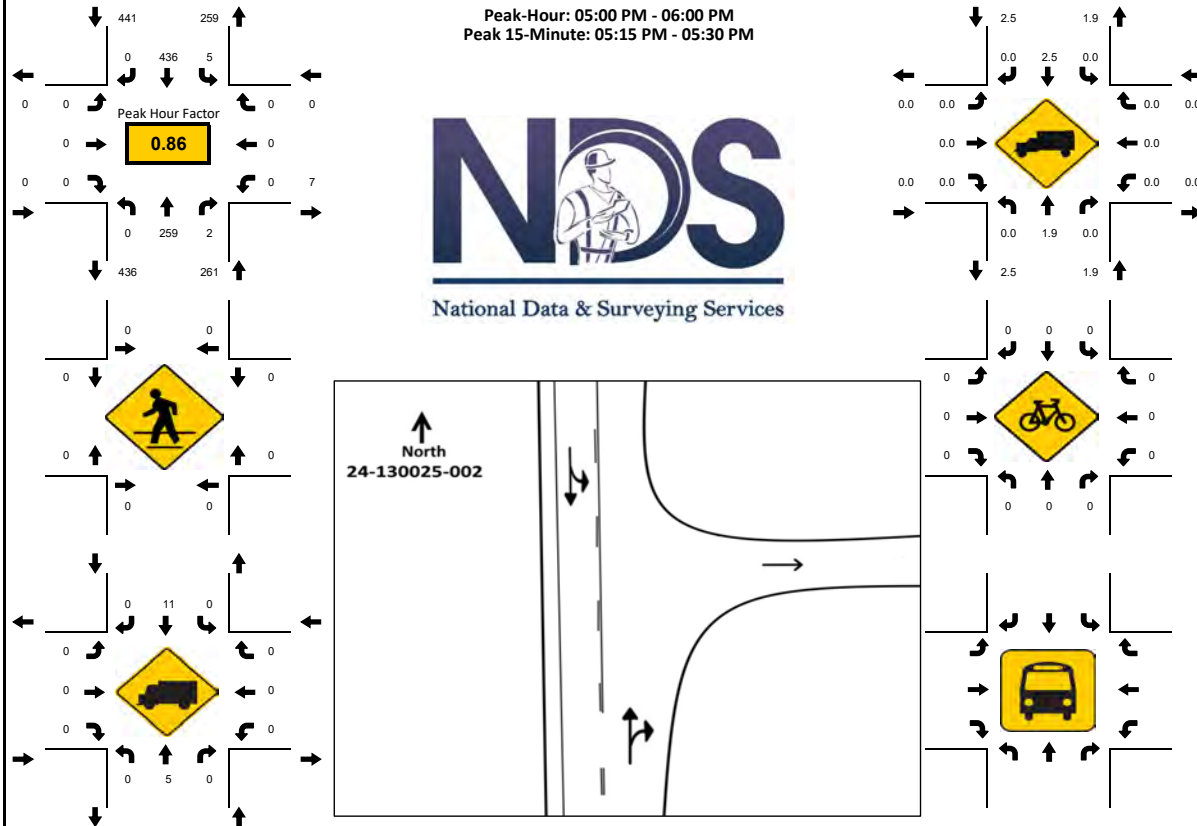 Peak-Hour: 05:00 PM - 06:00 PM
Peak 15-Minute: 05:15 PM - 05:30 PM
441 259
0 436 5
0 0 0 0
Peak Hour Factor
0 0.86 0
0 0 0 7
0 259 2
436 261
2.5 1.9
0.0 2.5 0.0
0.0 0.0 0.0 0.0
0.0 0.0
0.0 0.0 0.0 0.0
0.0 1.9 0.0
2.5 1.9
NDS
National Data & Surveying Services
0 0
0 0
0 0
0 0
0 0 0
0 0
0 0
0 0
0 0 0
North
24-130025-002
0 11 0
0 0
0 0
0 0
0 5 0